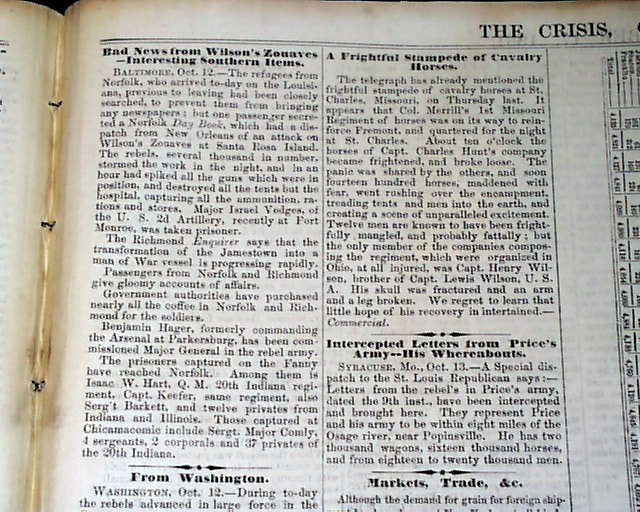 THE CRISIS,
Bad News from Wilson's Zouaves
—Interesting Southern Items.
BALTIMORE, Oct. 12.—The refugees from
Norfolk, who arrived to-day on the Louisi-
ana, previous to leaving had been closely
searched, to prevent them from bringing
any newspapers; but one passenger secre-
ted a Norfolk Day Book, which had a dis-
patch from New Orleans of an attack on
Wilson's Zouaves at Santa Rosa Island.
The rebels, several thousand in number,
stormed the work in the night, and in an
hour had spiked all the guns which were in
position, and destroyed all the tents but the
hospital, capturing all the ammunition, ra-
tions and stores. Major Israel Vodges, of
the U. S. 2d Artillery, recently at Fort
Monroe, was taken prisoner.
The Richmond Enquirer says that the
transformation of the Jamestown into a
man of War vessel is progressing rapidly.
Passengers from Norfolk and Richmond
give gloomy accounts of affairs.
Government authorities have purchased
nearly all the coffee in Norfolk and Rich-
mond for the soldiers.
Benjamin Hager, formerly commanding
the Arsenal at Parkersburg, has been com-
missioned Major General in the rebel army.
The prisoners captured on the Fanny
have reached Norfolk. Among them is
Isaac W. Hart, Q. M. 20th Indiana regi-
ment, Capt. Keefer, same regiment, also
Serg't Barkett, and twelve privates from
Indiana and Illinois. Those captured at
Chicamacomic include Sergt. Major Comly,
4 sergeants, 2 corporals and 37 privates of
the 20th Indiana.
From Washington.
WASHINGTON, Oct. 12.—During to-day
the rebels advanced in large force in the
A Frightful Stampede of Cavalry
Horses.
The telegraph has already mentioned the
frightful stampede of cavalry horses at St.
Charles, Missouri, on Thursday last. It
appears that Col. Merrill's 1st Missouri
Regiment of horses was on its way to rein-
force Fremont, and quartered for the night
at St. Charles. About ten o'clock the
horses of Capt. Charles Hunt's company
became frightened, and broke loose. The
panic was shared by the others, and soon
fourteen hundred horses, maddened with
fear, went rushing over the encampment,
treading tents and men into the earth, and
creating a scene of unparalleled excitement.
Twelve men are known to have been fright-
fully mangled, and probably fattally; but
the only member of the companies compos-
ing the regiment, which were organized in
Ohio, at all injured, was Capt. Henry Wil-
son, brother of Capt. Lewis Wilson, U. S.
A. His skull was fractured and an arm
and a leg broken. We regret to learn that
little hope of his recovery in intertained.—
Commercial.
Intercepted Letters from Price's
Army—His Whereabouts.
SYRACUSE, Mo., Oct. 13.—A Special dis-
patch to the St. Louis Republican says:—
Letters from the rebel's in Price's army,
dated the 9th inst., have been intercepted
and brought here. They represent Price
and his army to be within eight miles of the
Osage river, near Popinsville. He has two
thousand wagons, sixteen thousand horses,
and from eighteen to twenty thousand men.
Markets, Trade, &c.
Although the demand for grain for foreign ship-